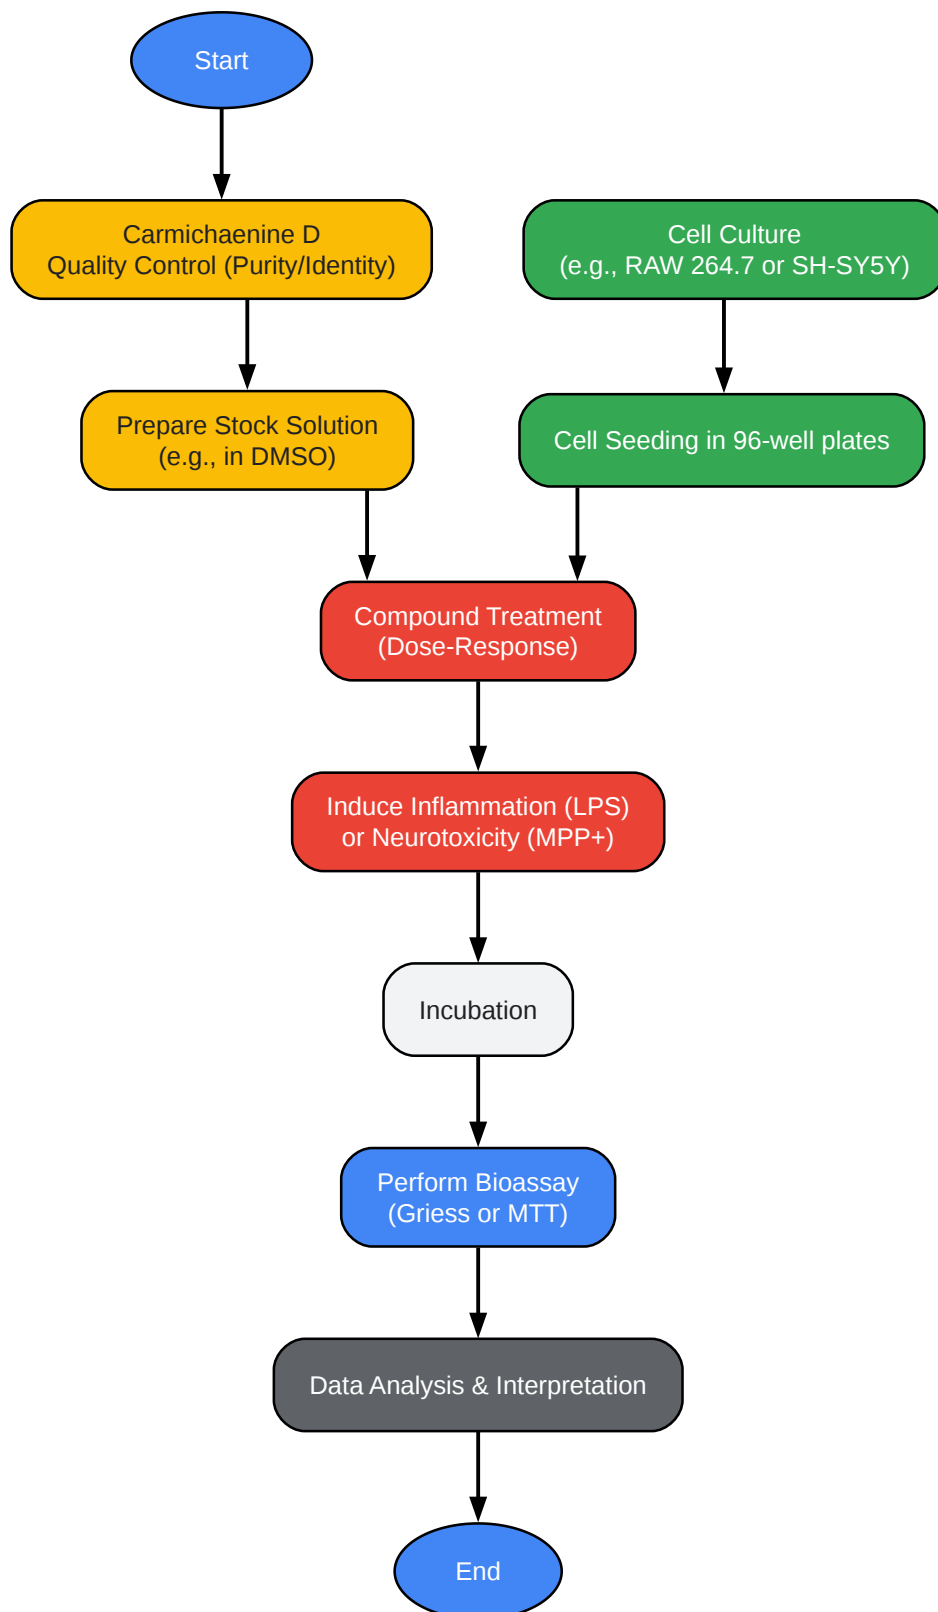 Start
Carmichaenine D
Quality Control (Purity/Identity)
Cell Culture
(e.g., RAW 264.7 or SH-SY5Y)
Prepare Stock Solution
(e.g., in DMSO)
Cell Seeding in 96-well plates
Compound Treatment
(Dose-Response)
Induce Inflammation (LPS)
or Neurotoxicity (MPP+)
Incubation
Perform Bioassay
(Griess or MTT)
Data Analysis & Interpretation
End